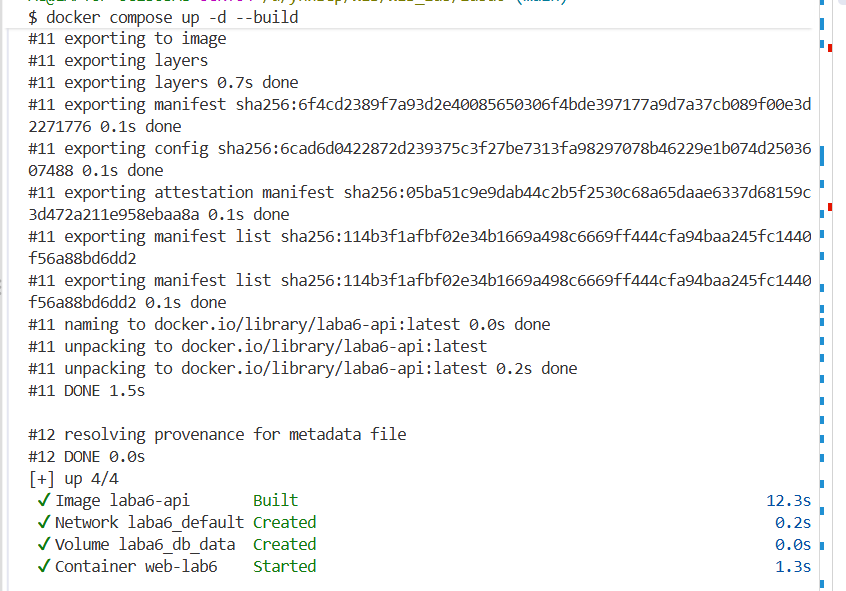 $ docker compose up -d --build
#11 exporting to image
#11 exporting layers
#11 exporting layers 0.7s done
#11 exporting manifest sha256:6f4cd2389f7a93d2e40085650306f4bde397177a9d7a37cb089f00e3d
2271776 0.1s done
#11 exporting config sha256:6cad6d0422872d239375c3f27be7313fa98297078b46229e1b074d25036
07488 0.1s done
#11 exporting attestation manifest sha256:05ba51c9e9dab44c2b5f2530c68a65daae6337d68159c
3d472a211e958ebaa8a 0.1s done
#11 exporting manifest list sha256:114b3f1afbf02e34b1669a498c6669ff444cfa94baa245fc1440
f56a88bd6dd2
#11 exporting manifest list sha256:114b3f1afbf02e34b1669a498c6669ff444cfa94baa245fc1440
f56a88bd6dd2 0.1s done
#11 naming to docker.io/library/laba6-api:latest 0.0s done
#11 unpacking to docker.io/library/laba6-api:latest
#11 unpacking to docker.io/library/laba6-api:latest 0.2s done
#11 DONE 1.5s
#12 resolving provenance for metadata file
#12 DONE 0.0s
[+] up 4/4
✓ Image laba6-api Built 12.3s
✓ Network laba6_default Created 0.2s
✓ Volume laba6_db_data Created 0.0s
✓ Container web-lab6 Started 1.3s